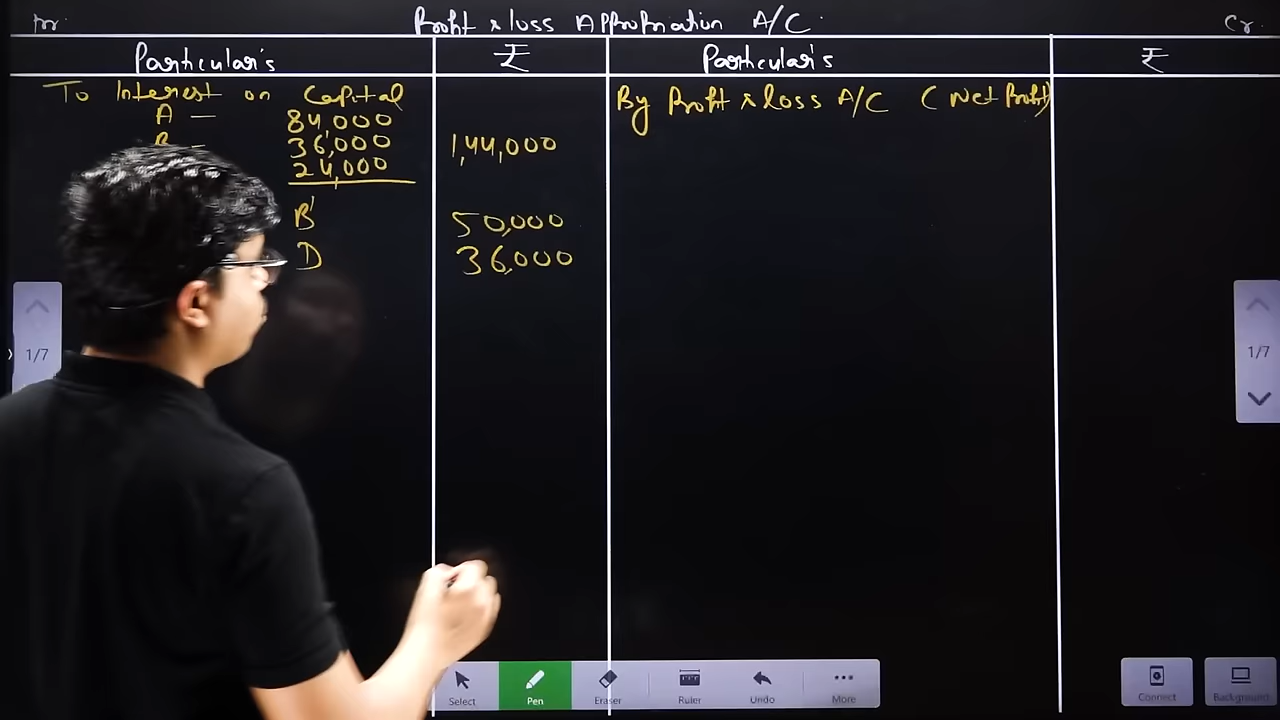 Dr Profit & loss Appropriation A/C Cr.
Particular's ₹ Particular's ₹
To Interest on Capital By Profit & loss A/C ( Net Profit)
A — 84,000
B — 36,000 1,44,000
24,000
B 50,000
D 36,000
1/7 1/7
Select Pen Eraser Ruler Undo More Connect Background